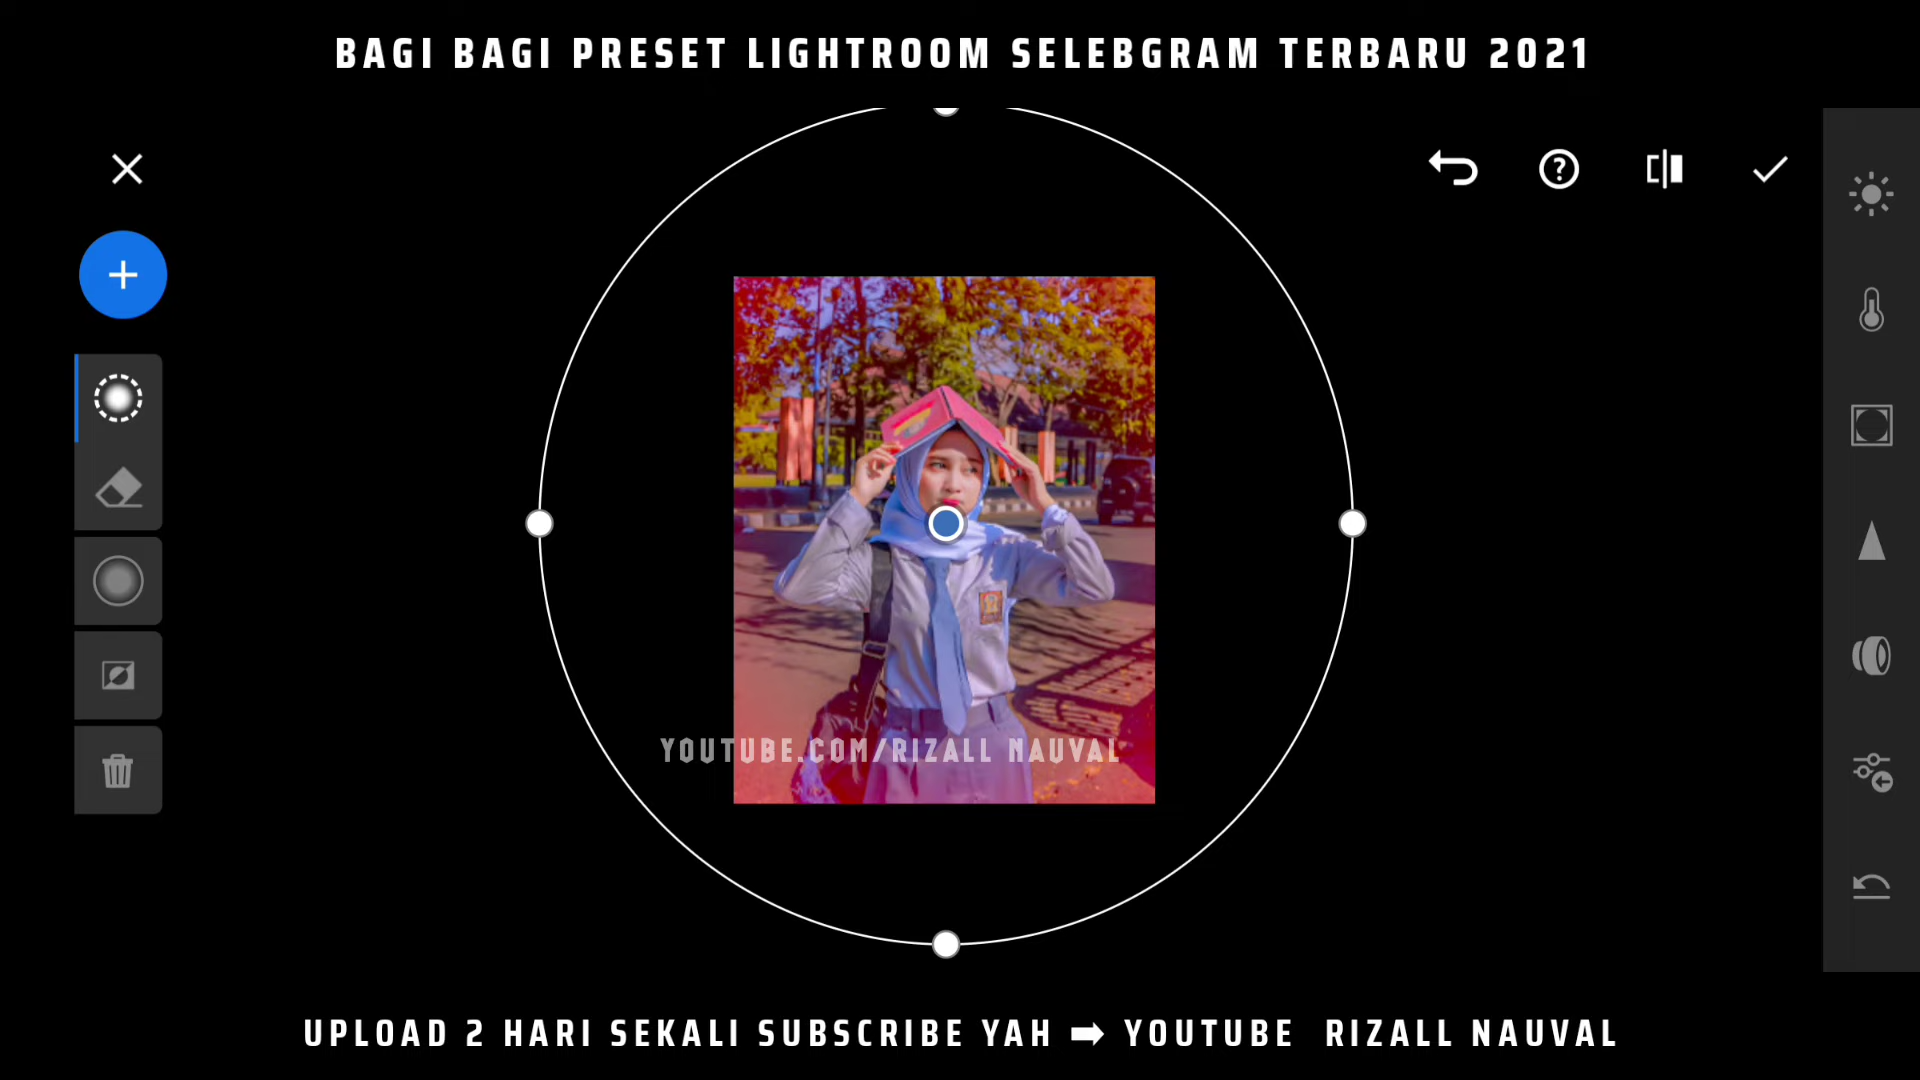 BAGI BAGI PRESET LIGHTROOM SELEBGRAM TERBARU 2021
YOUTUBE.COM/RIZALL NAUVAL
UPLOAD 2 HARI SEKALI SUBSCRIBE YAH ➡ YOUTUBE RIZALL NAUVAL